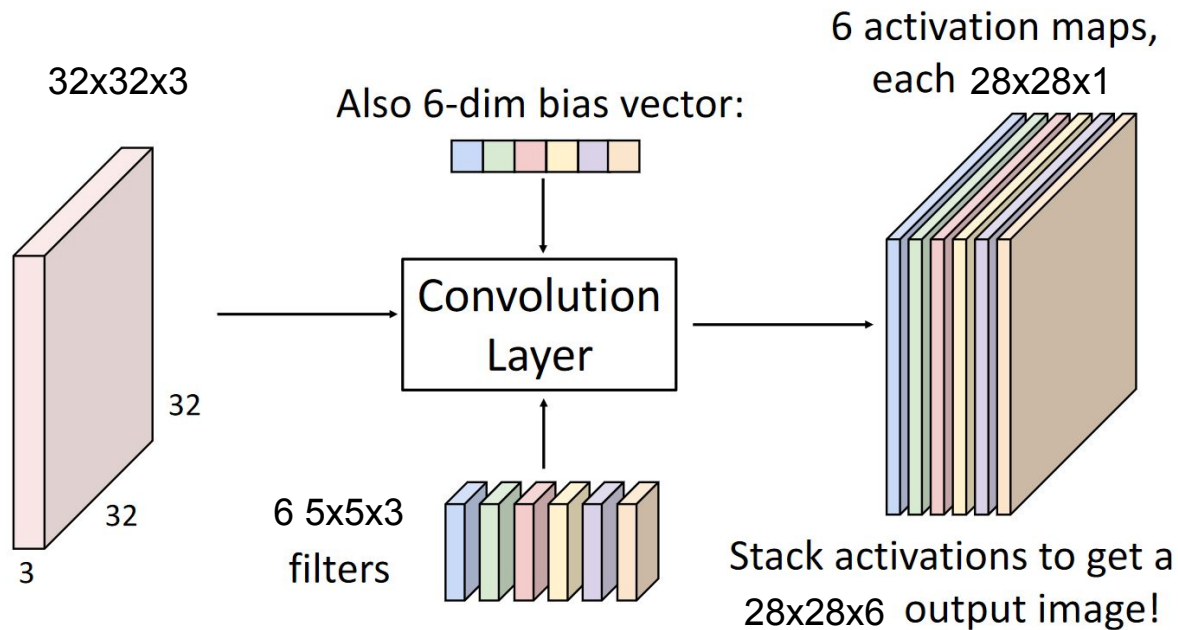 32x32x3
32
32
3
Also 6-dim bias vector:
Convolution
Layer
6 5x5x3
filters
6 activation maps,
each 28x28x1
Stack activations to get a
28x28x6 output image!